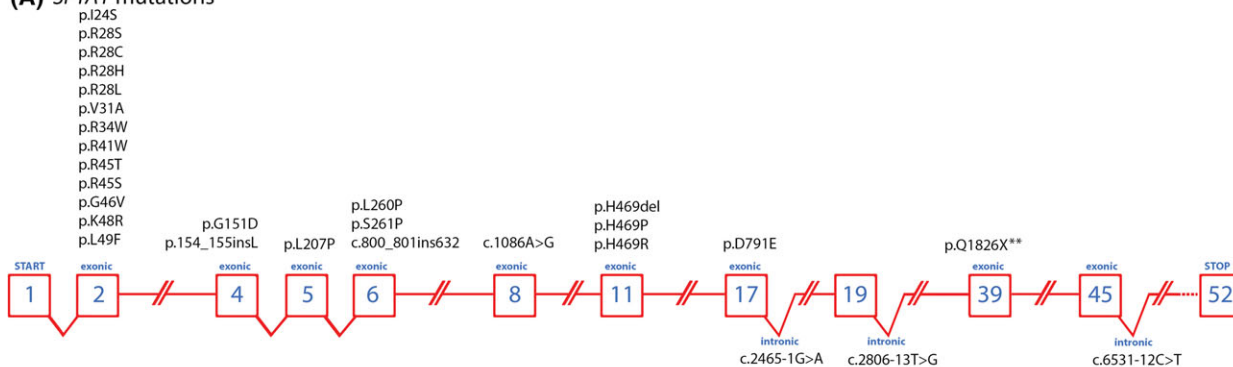 (A) SPTA1 mutations
p.I24S
p.R28S
p.R28C
p.R28H
p.R28L
p.V31A
p.R34W
p.R41W
p.R45T
p.R45S
p.G46V
p.K48R
p.L49F
p.G151D
p.154_155insL
p.L207P
p.L260P
p.S261P
c.800_801ins632
c.1086A>G
p.H469del
p.H469P
p.H469R
p.D791E
p.Q1826X**
START exonic exonic exonic exonic exonic exonic exonic exonic exonic STOP
1 2 4 5 6 8 11 17 19 39 45 52
intronic intronic intronic
c.2465-1G>A c.2806-13T>G c.6531-12C>T